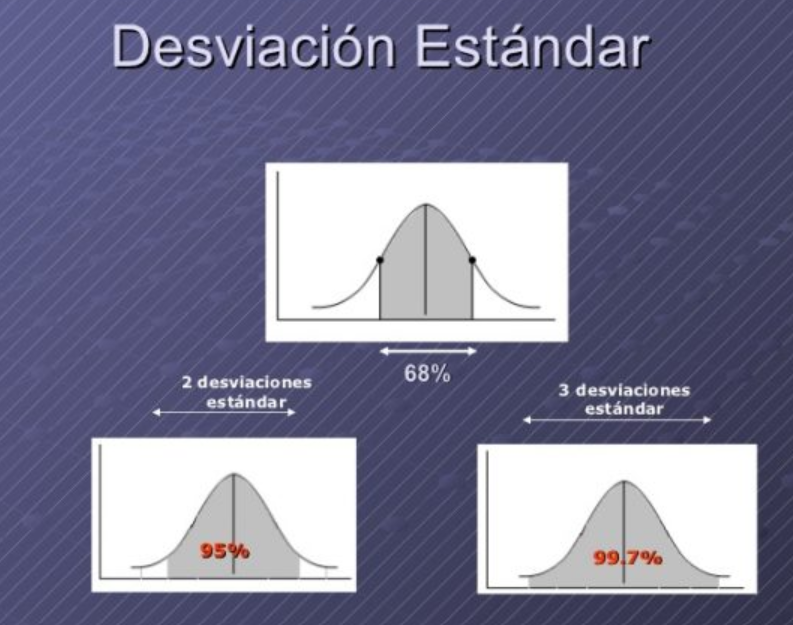 Desviación Estándar
68%
2 desviaciones
estándar
3 desviaciones
estándar
95%
99.7%